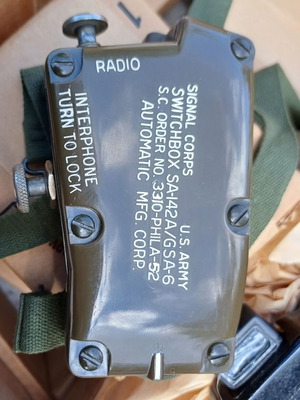 RADIO
INTERPHONE
TURN TO LOCK
SIGNAL CORPS U.S. ARMY
SWITCHBOX SA-142A/GSA-6
S.C. ORDER NO. 3310-PHILA-52
AUTOMATIC MFG. CORP.